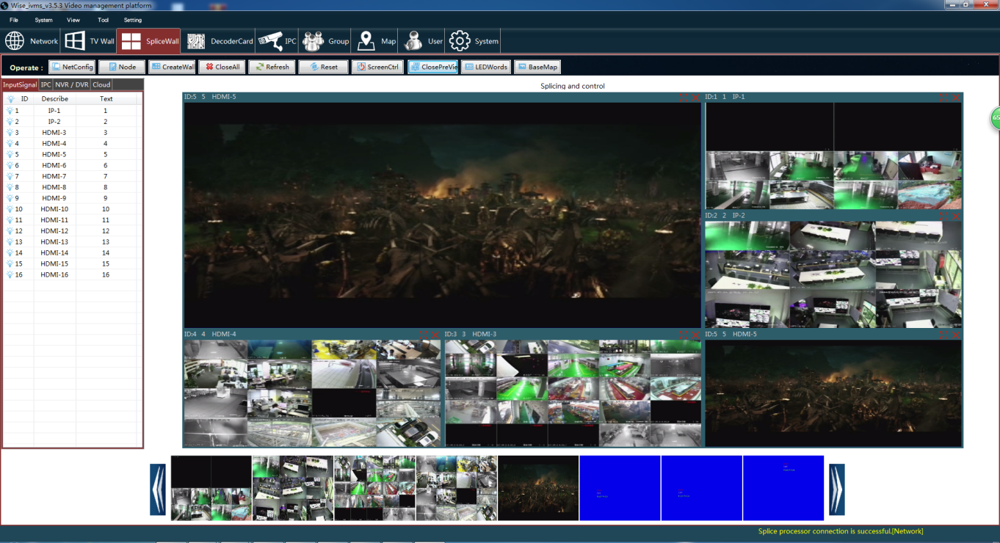 Wise_ivms_v3.5.3 Video management platform
File System View Tool Setting
Network TV Wall SpliceWall DecoderCard IPC Group Map User System
Operate : NetConfig Node CreateWall CloseAll Refresh Reset ScreenCtrl ClosePreVie LEDWords BaseMap
InputSignal IPC NVR / DVR Cloud
Splicing and control
ID Describe Text
1 IP-1 1
2 IP-2 2
3 HDMI-3 3
4 HDMI-4 4
5 HDMI-5 5
6 HDMI-6 6
7 HDMI-7 7
8 HDMI-8 8
9 HDMI-9 9
10 HDMI-10 10
11 HDMI-11 11
12 HDMI-12 12
13 HDMI-13 13
14 HDMI-14 14
15 HDMI-15 15
16 HDMI-16 16
ID:5 5 HDMI-5
ID:1 1 IP-1
ID:2 2 IP-2
ID:4 4 HDMI-4
ID:3 3 HDMI-3
ID:5 5 HDMI-5
65
Splice processor connection is successful.[Network]